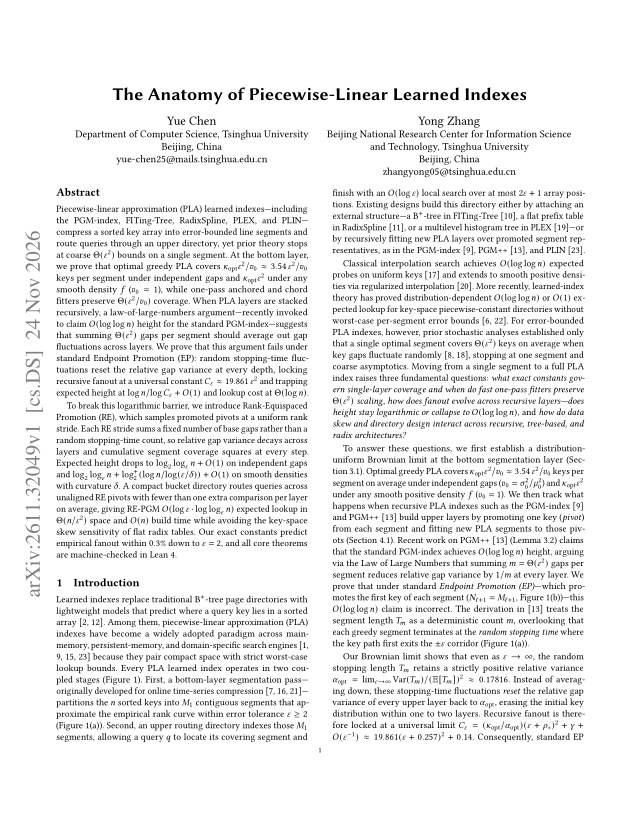 The Anatomy of Piecewise-Linear Learned Indexes
Yue Chen
Department of Computer Science, Tsinghua University
Beijing, China
yue-chen25@mails.tsinghua.edu.cn
Yong Zhang
Beijing National Research Center for Information Science
and Technology, Tsinghua University
Beijing, China
zhangyong05@tsinghua.edu.cn
arXiv:2611.32049v1 [cs.DS] 24 Nov 2026
Abstract
Piecewise-linear approximation (PLA) learned indexes—including
the PGM-index, FITing-Tree, RadixSpline, PLEX, and PLIN—
compress a sorted key array into error-bounded line segments and
route queries through an upper directory, yet prior theory stops
at coarse Θ(ε²) bounds on a single segment. At the bottom layer,
we prove that optimal greedy PLA covers κ_opt ε²/υ₀ ≈ 3.54 ε²/υ₀
keys per segment under independent gaps and κ_opt ε² under any
smooth density f (υ₀ = 1), while one-pass anchored and chord
fitters preserve Θ(ε²/υ₀) coverage. When PLA layers are stacked
recursively, a law-of-large-numbers argument—recently invoked
to claim O(log log n) height for the standard PGM-index—suggests
that summing Θ(ε²) gaps per segment should average out gap
fluctuations across layers. We prove that this argument fails under
standard Endpoint Promotion (EP): random stopping-time fluc-
tuations reset the relative gap variance at every depth, locking
recursive fanout at a universal constant C_ε ≍ 19.861 ε² and trapping
expected height at log n/log C_ε + O(1) and lookup cost at Θ(log n).
To break this logarithmic barrier, we introduce Rank-Equispaced
Promotion (RE), which samples promoted pivots at a uniform rank
stride. Each RE stride sums a fixed number of base gaps rather than a
random stopping-time count, so relative gap variance decays across
layers and cumulative segment coverage squares at every step.
Expected height drops to log₂ log_ε n + O(1) on independent gaps
and log₂ log_ε n + log₂⁺(log n/log(ε/δ)) + O(1) on smooth densities
with curvature δ. A compact bucket directory routes queries across
unaligned RE pivots with fewer than one extra comparison per layer
on average, giving RE-PGM O(log ε · log log_ε n) expected lookup in
Θ(n/ε²) space and O(n) build time while avoiding the key-space
skew sensitivity of flat radix tables. Our exact constants predict
empirical fanout within 0.3% down to ε = 2, and all core theorems
are machine-checked in Lean 4.
1 Introduction
Learned indexes replace traditional B⁺-tree page directories with
lightweight models that predict where a query key lies in a sorted
array [2, 12]. Among them, piecewise-linear approximation (PLA)
indexes have become a widely adopted paradigm across main-
memory, persistent-memory, and domain-specific search engines [1,
9, 15, 23] because they pair compact space with strict worst-case
lookup bounds. Every PLA learned index operates in two cou-
pled stages (Figure 1). First, a bottom-layer segmentation pass—
originally developed for online time-series compression [7, 16, 21]—
partitions the n sorted keys into M₁ contiguous segments that ap-
proximate the empirical rank curve within error tolerance ε ≥ 2
(Figure 1(a)). Second, an upper routing directory indexes those M₁
segments, allowing a query q to locate its covering segment and
finish with an O(log ε) local search over at most 2ε + 1 array posi-
tions. Existing designs build this directory either by attaching an
external structure—a B⁺-tree in FITing-Tree [10], a flat prefix table
in RadixSpline [11], or a multilevel histogram tree in PLEX [19]—or
by recursively fitting new PLA layers over promoted segment rep-
resentatives, as in the PGM-index [9], PGM++ [13], and PLIN [23].
Classical interpolation search achieves O(log log n) expected
probes on uniform keys [17] and extends to smooth positive densi-
ties via regularized interpolation [20]. More recently, learned-index
theory has proved distribution-dependent O(log log n) or O(1) ex-
pected lookup for key-space piecewise-constant directories without
worst-case per-segment error bounds [6, 22]. For error-bounded
PLA indexes, however, prior stochastic analyses established only
that a single optimal segment covers Θ(ε²) keys on average when
key gaps fluctuate randomly [8, 18], stopping at one segment and
coarse asymptotics. Moving from a single segment to a full PLA
index raises three fundamental questions: what exact constants gov-
ern single-layer coverage and when do fast one-pass fitters preserve
Θ(ε²) scaling, how does fanout evolve across recursive layers—does
height stay logarithmic or collapse to O(log log n), and how do data
skew and directory design interact across recursive, tree-based, and
radix architectures?
To answer these questions, we first establish a distribution-
uniform Brownian limit at the bottom segmentation layer (Sec-
tion 3.1). Optimal greedy PLA covers κ_opt ε²/υ₀ ≈ 3.54 ε²/υ₀ keys per
segment on average under independent gaps (υ₀ = σ₀²/μ₀²) and κ_opt ε²
under any smooth positive density f (υ₀ = 1). We then track what
happens when recursive PLA indexes such as the PGM-index [9]
and PGM++ [13] build upper layers by promoting one key (pivot)
from each segment and fitting new PLA segments to those piv-
ots (Section 4.1). Recent work on PGM++ [13] (Lemma 3.2) claims
that the standard PGM-index achieves O(log log n) height, arguing
via the Law of Large Numbers that summing m = Θ(ε²) gaps per
segment reduces relative gap variance by 1/m at every layer. We
prove that under standard Endpoint Promotion (EP)—which pro-
motes the first key of each segment (N_{ℓ+1} = M_{ℓ+1}, Figure 1(b))—this
O(log log n) claim is incorrect. The derivation in [13] treats the
segment length T_m as a deterministic count m, overlooking that
each greedy segment terminates at the random stopping time where
the key path first exits the ±ε corridor (Figure 1(a)).
Our Brownian limit shows that even as ε → ∞, the random
stopping length T_m retains a strictly positive relative variance
α_opt = lim_{ε→∞} Var(T_m)/(𝔼[T_m])² ≈ 0.17816. Instead of averag-
ing down, these stopping-time fluctuations reset the relative gap
variance of every upper layer back to α_opt, erasing the initial key
distribution within one to two layers. Recursive fanout is there-
fore locked at a universal limit C_ε = (κ_opt/α_opt)(ε + ρ_*)² + γ +
O(ε⁻¹) ≈ 19.861(ε + 0.257)² + 0.14. Consequently, standard EP
1